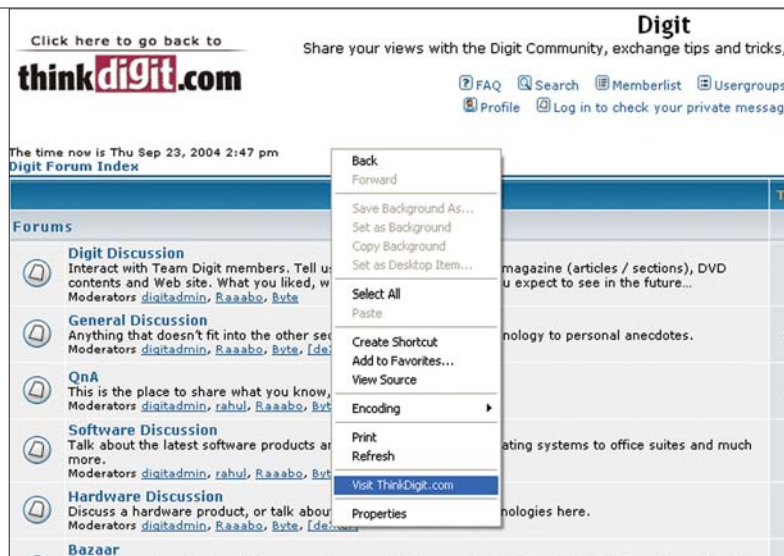 Click here to go back to
thinkdigit.com
Digit
Share your views with the Digit Community, exchange tips and tricks,
FAQ Search Memberlist Usergroups
Profile Log in to check your private messag
The time now is Thu Sep 23, 2004 2:47 pm
Digit Forum Index
Forums
Digit Discussion
Interact with Team Digit members. Tell u magazine (articles / sections), DVD
contents and Web site. What you liked, w u expect to see in the future...
Moderators digitadmin, Raaabo, Byte
General Discussion
Anything that doesn't fit into the other sec nology to personal anecdotes.
Moderators digitadmin, Raaabo, Byte, [de
QnA
This is the place to share what you know,
Moderators digitadmin, rahul, Raaabo, Byt
Software Discussion
Talk about the latest software products ar ating systems to office suites and much
more.
Moderators digitadmin, rahul, Raaabo, Byt
Hardware Discussion
Discuss a hardware product, or talk abou nologies here.
Moderators digitadmin, Raaabo, Byte,
Bazaar
Back
Forward
Save Background As...
Set as Background
Copy Background
Set as Desktop Item...
Select All
Paste
Create Shortcut
Add to Favorites...
View Source
Encoding
Print
Refresh
Visit ThinkDigit.com
Properties